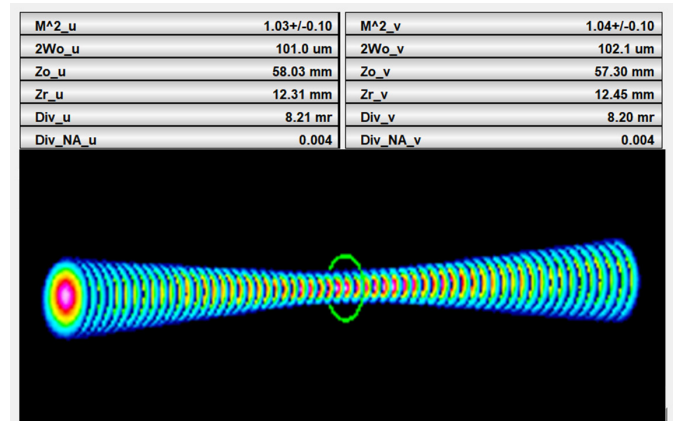 M^2_u 1.03+/-0.10 M^2_v 1.04+/-0.10
2Wo_u 101.0 um 2Wo_v 102.1 um
Zo_u 58.03 mm Zo_v 57.30 mm
Zr_u 12.31 mm Zr_v 12.45 mm
Div_u 8.21 mr Div_v 8.20 mr
Div_NA_u 0.004 Div_NA_v 0.004